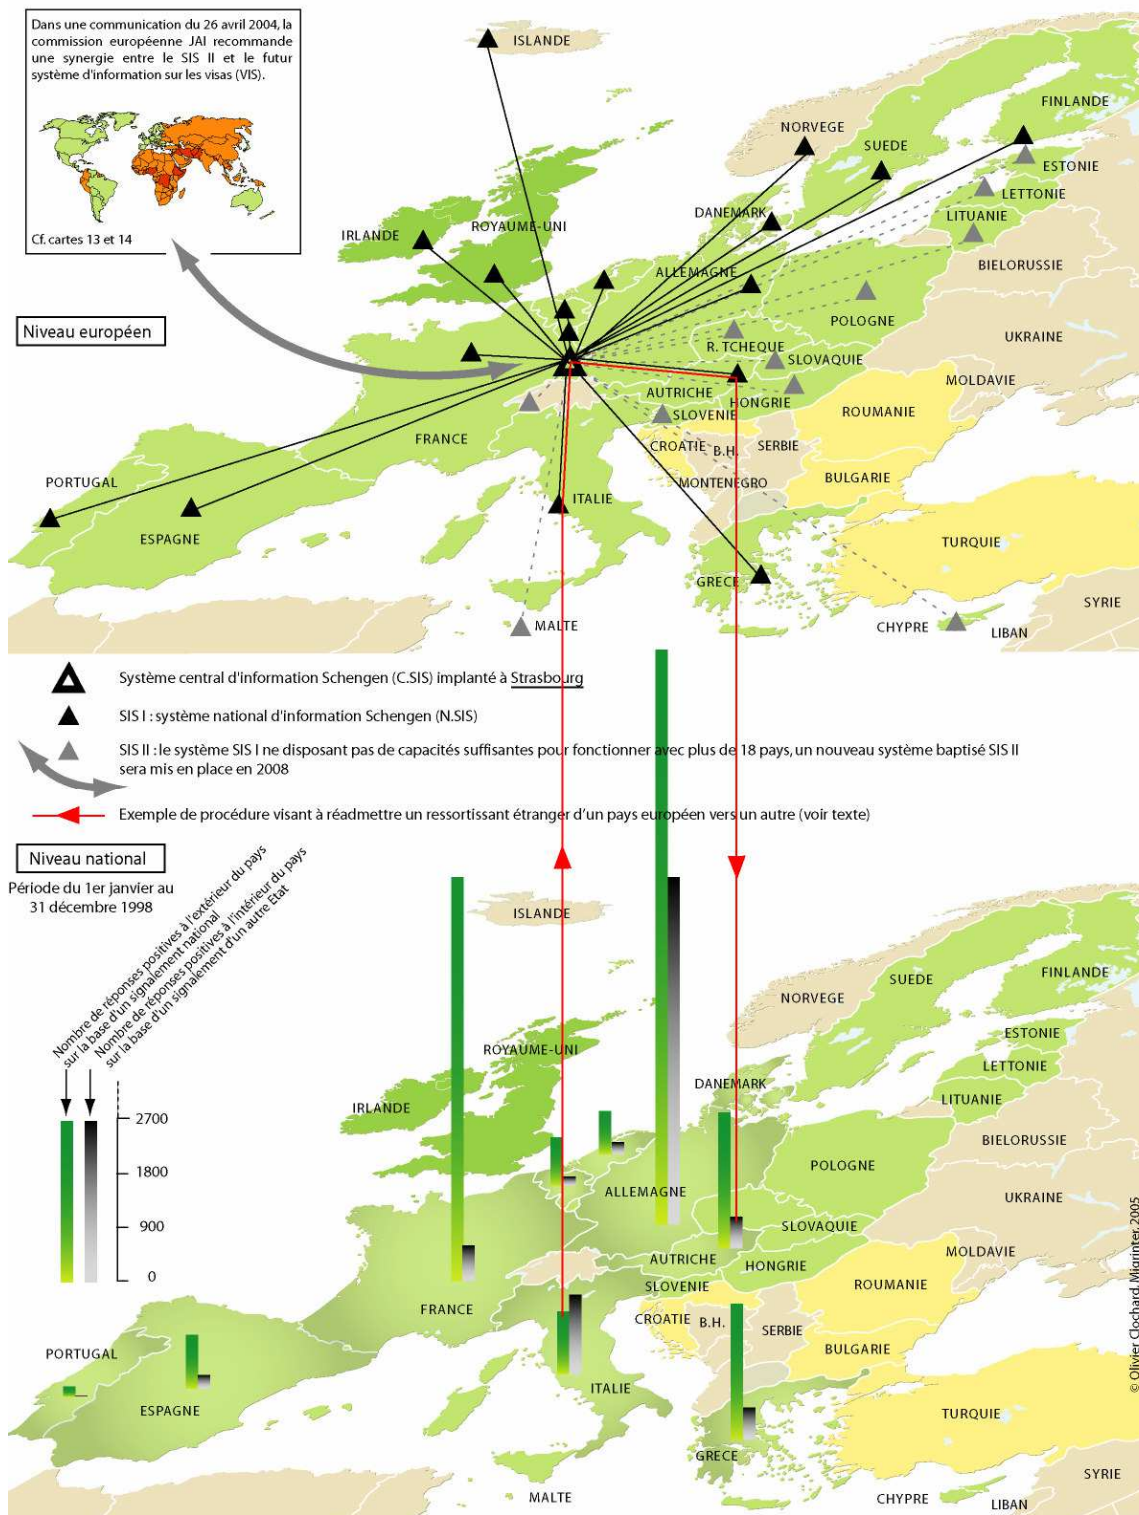 Dans une communication du 26 avril 2004, la
commission européenne JAI recommande
une synergie entre le SIS II et le futur
système d'information sur les visas (VIS).
Cf. cartes 13 et 14
ISLANDE
NORVEGE
FINLANDE
SUEDE
ESTONIE
LETTONIE
DANEMARK
LITUANIE
ROYAUME-UNI
IRLANDE
BIELORUSSIE
ALLEMAGNE
Niveau européen
POLOGNE
UKRAINE
R. TCHEQUE
SLOVAQUIE
MOLDAVIE
AUTRICHE
HONGRIE
ROUMANIE
SLOVENIE
FRANCE
CROATIE
B.H.
SERBIE
BULGARIE
PORTUGAL
MONTENEGRO
ITALIE
ESPAGNE
TURQUIE
GRECE
SYRIE
MALTE
CHYPRE
LIBAN
Système central d'information Schengen (C.SIS) implanté à Strasbourg
SIS I : système national d'information Schengen (N.SIS)
SIS II : le système SIS I ne disposant pas de capacités suffisantes pour fonctionner avec plus de 18 pays, un nouveau système baptisé SIS II
sera mis en place en 2008
Exemple de procédure visant à réadmettre un ressortissant étranger d'un pays européen vers un autre (voir texte)
Niveau national
Période du 1er janvier au
31 décembre 1998
Nombre de réponses positives à l'extérieur du pays
sur la base d'un signalement national
Nombre de réponses positives à l'intérieur du pays
sur la base d'un signalement d'un autre Etat
2700
1800
900
0
ISLANDE
NORVEGE
SUEDE
FINLANDE
ESTONIE
ROYAUME-UNI
LETTONIE
DANEMARK
LITUANIE
IRLANDE
BIELORUSSIE
POLOGNE
ALLEMAGNE
UKRAINE
SLOVAQUIE
MOLDAVIE
AUTRICHE
HONGRIE
SLOVENIE
ROUMANIE
FRANCE
CROATIE
B.H.
SERBIE
PORTUGAL
BULGARIE
ITALIE
ESPAGNE
TURQUIE
GRECE
SYRIE
MALTE
CHYPRE
LIBAN
© Olivier Clochard, Migrinter, 2005